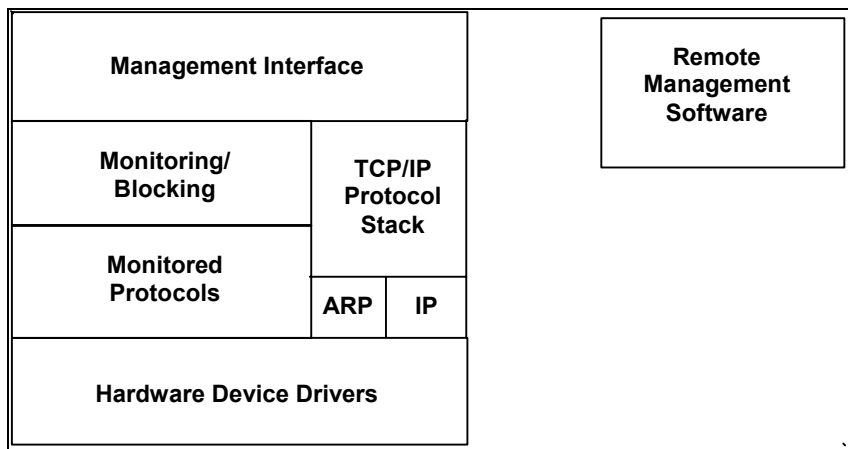 Management Interface
Remote
Management
Software
Monitoring/
Blocking
TCP/IP
Protocol
Stack
Monitored
Protocols
ARP
IP
Hardware Device Drivers